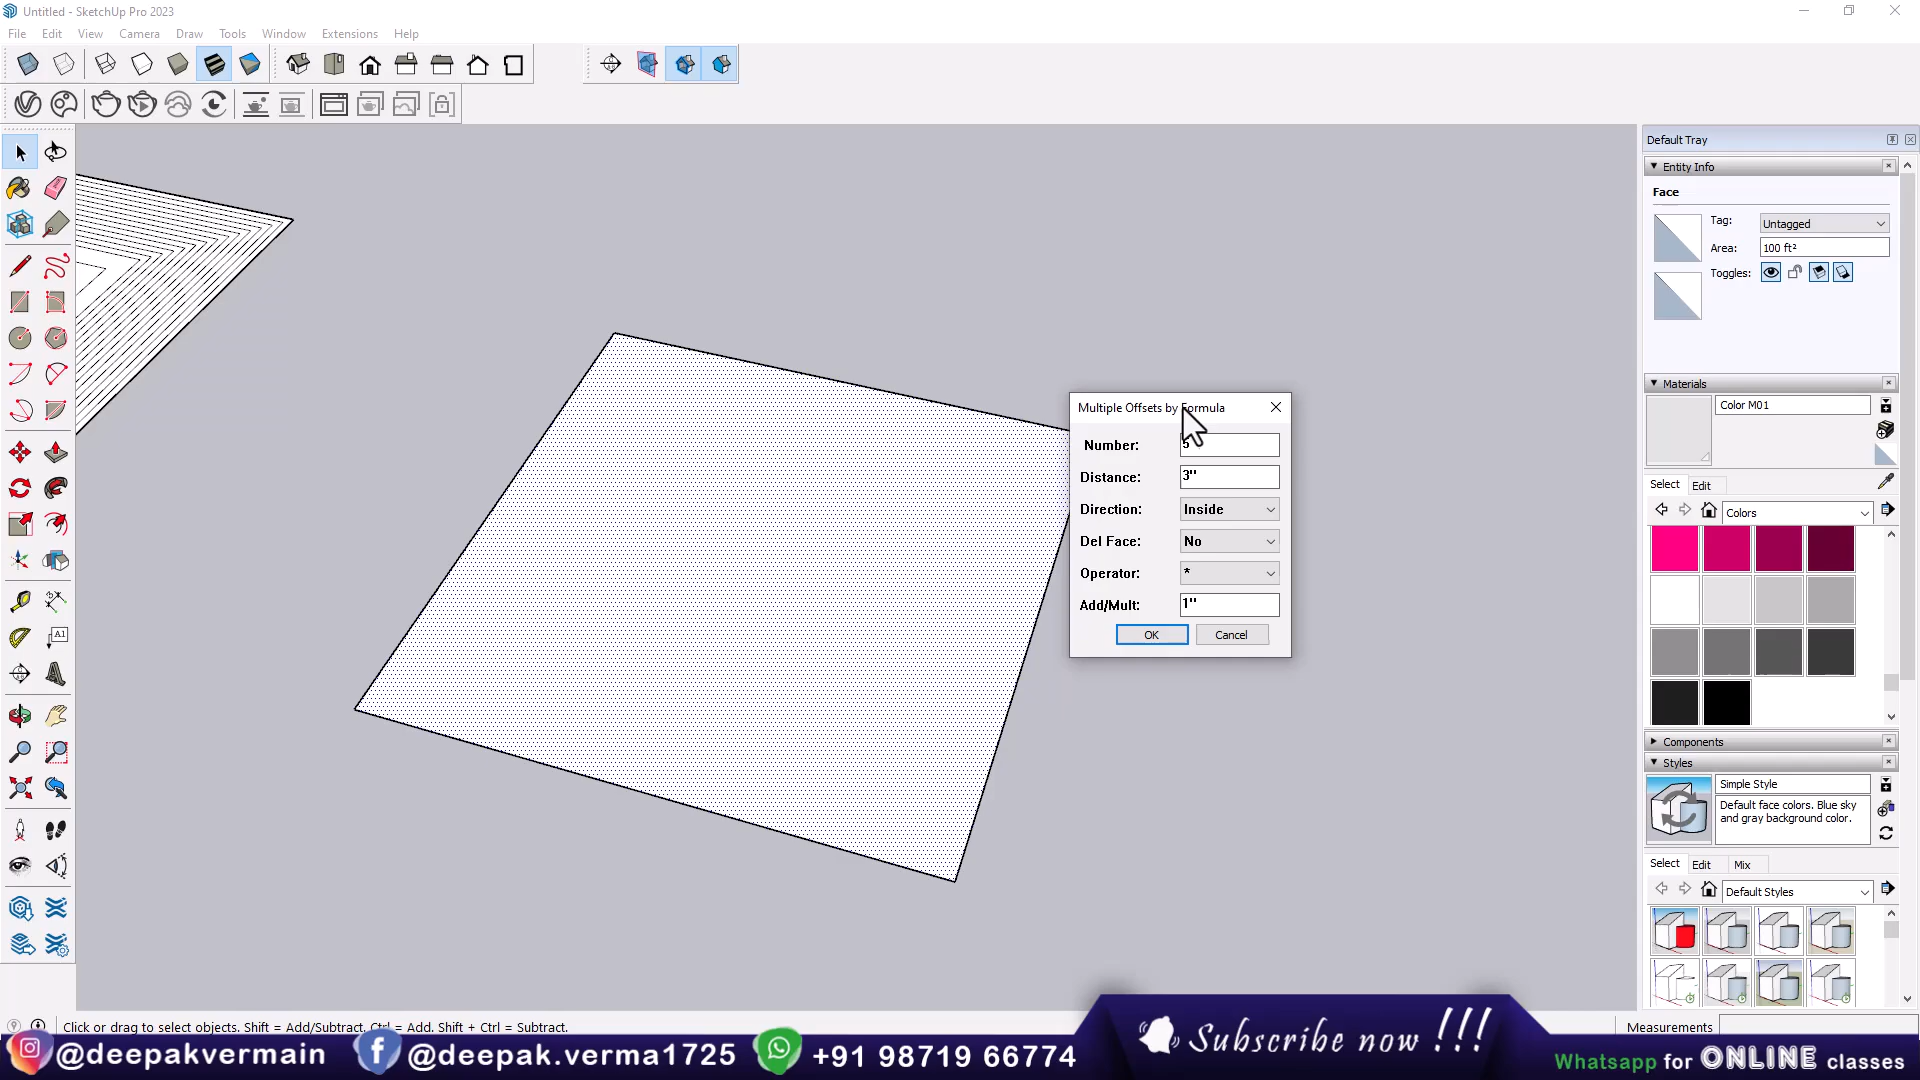 Untitled - SketchUp Pro 2023
File Edit View Camera Draw Tools Window Extensions Help
Default Tray
Entity Info
Face
Tag: Untagged
Area: 100 ft²
Toggles:
Materials
Color M01
Select Edit
Colors
Components
Styles
Simple Style
Default face colors. Blue sky
and gray background color.
Select Edit Mix
Default Styles
Multiple Offsets by Formula
Number: 5
Distance: 3"
Direction: Inside
Del Face: No
Operator: *
Add/Mult: 1"
OK Cancel
A1
Click or drag to select objects. Shift = Add/Subtract. Ctrl = Add. Shift + Ctrl = Subtract.
Measurements
@deepakvermain @deepak.verma1725 +91 98719 66774
Subscribe now !!!
Whatsapp for ONLINE classes